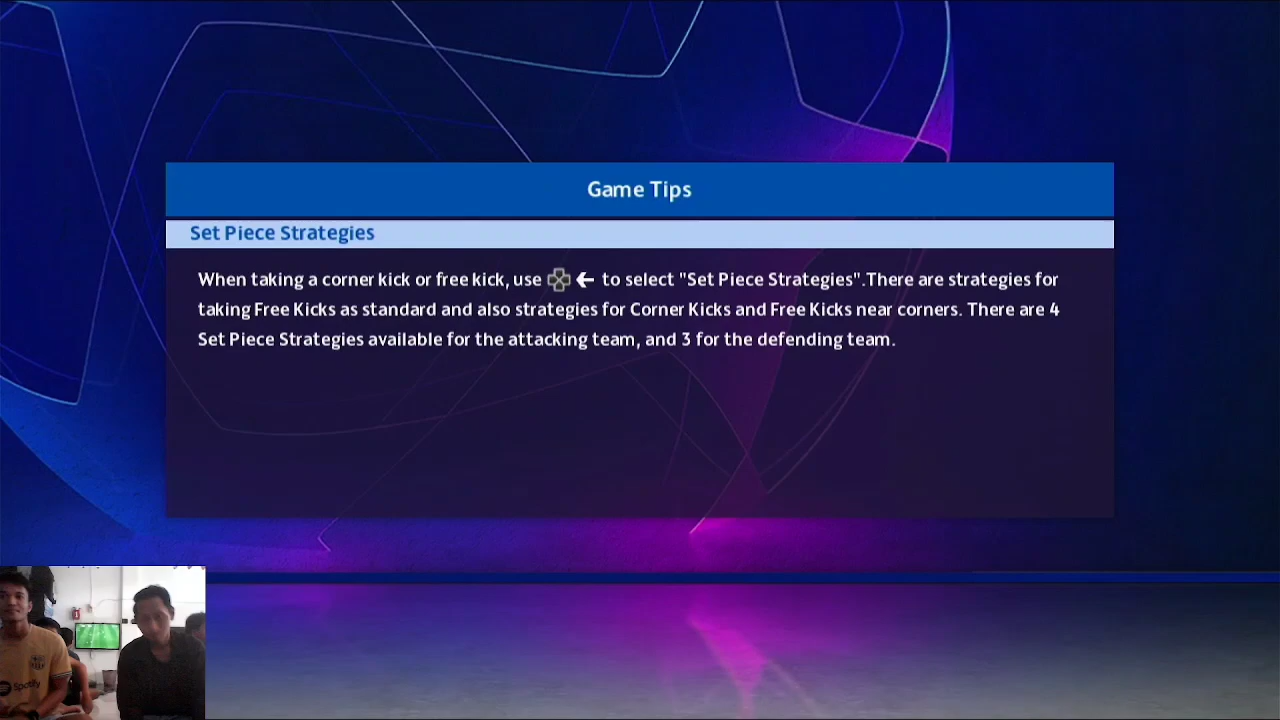 Game Tips
Set Piece Strategies
When taking a corner kick or free kick, use ← to select "Set Piece Strategies".There are strategies for
taking Free Kicks as standard and also strategies for Corner Kicks and Free Kicks near corners. There are 4
Set Piece Strategies available for the attacking team, and 3 for the defending team.
Spotify